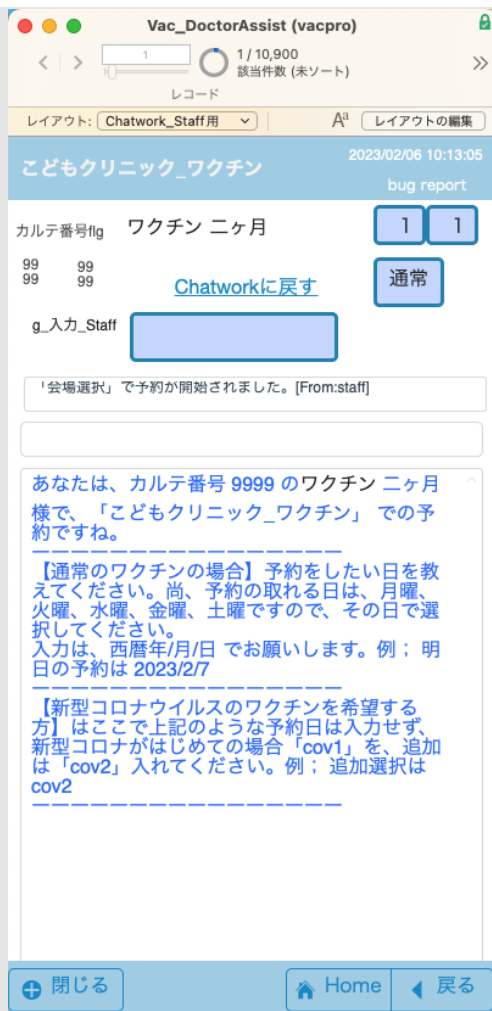 Vac_DoctorAssist (vacpro)
1
1 / 10,900
該当件数 (未ソート)
レコード
レイアウト: Chatwork_Staff用 Aa レイアウトの編集
こどもクリニック_ワクチン
2023/02/06 10:13:05
bug report
カルテ番号flg ワクチン 二ヶ月 1 1
99 99
99 99
Chatworkに戻す 通常
g_入力_Staff
「会場選択」で予約が開始されました。[From:staff]
あなたは、カルテ番号 9999 のワクチン 二ヶ月
様で、「こどもクリニック_ワクチン」 での予
約ですね。
ーーーーーーーーーーーーーーーー
【通常のワクチンの場合】予約をしたい日を教
えてください。尚、予約の取れる日は、月曜、
火曜、水曜、金曜、土曜ですので、その日で選
択してください。
入力は、西暦年/月/日 でお願いします。例； 明
日の予約は 2023/2/7
ーーーーーーーーーーーーーーーー
【新型コロナウイルスのワクチンを希望する
方】はここで上記のような予約日は入力せず、
新型コロナがはじめての場合「cov1」を、追加
は「cov2」入れてください。例； 追加選択は
cov2
ーーーーーーーーーーーーーーーー
閉じる Home 戻る